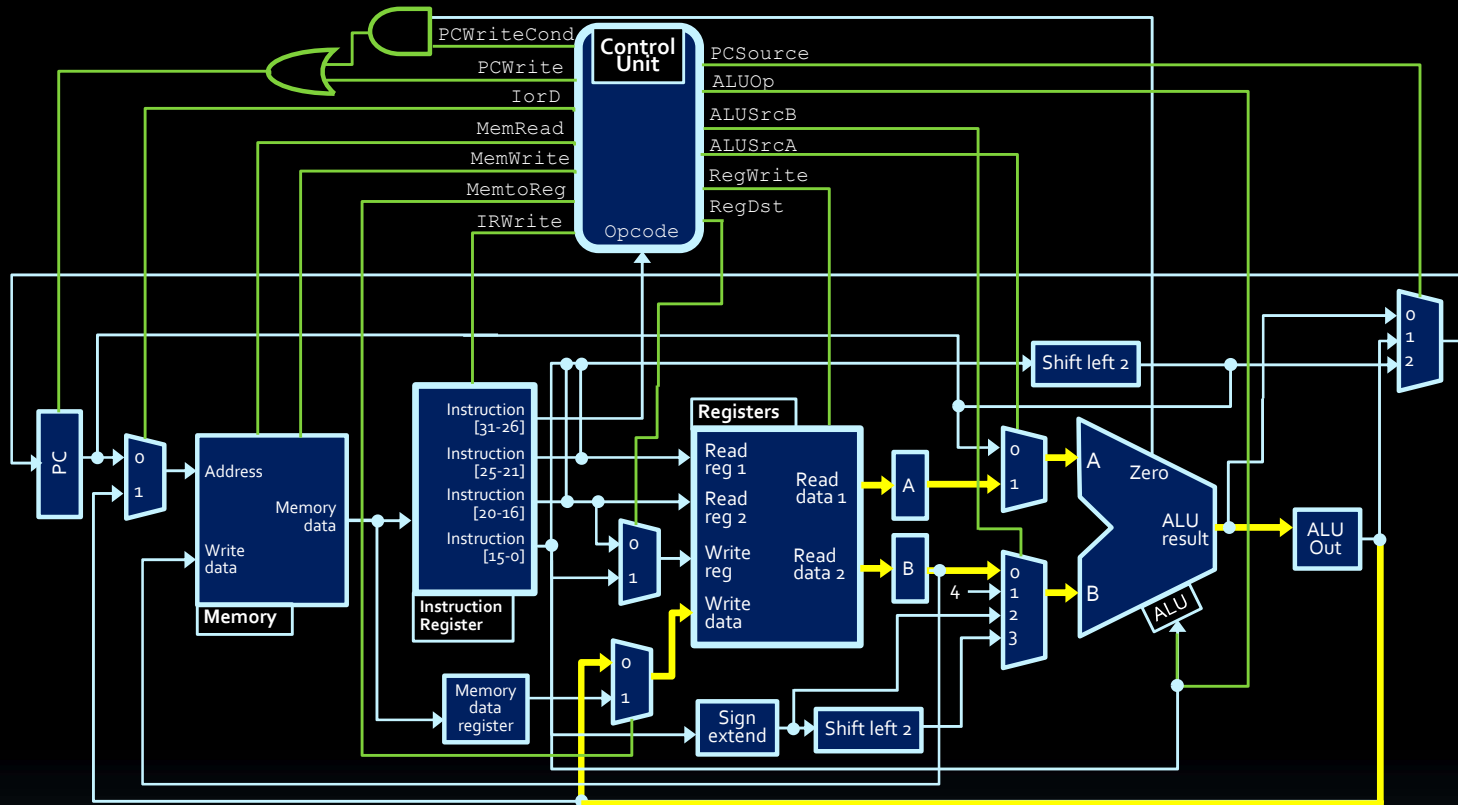 PCWriteCond
PCWrite
IorD
MemRead
MemWrite
MemtoReg
IRWrite
Control
Unit
Opcode
PCSource
ALUOp
ALUSrcB
ALUSrcA
RegWrite
RegDst
0
1
2
Shift left 2
PC
0
1
Address
Memory
data
Write
data
Memory
Instruction
[31-26]
Instruction
[25-21]
Instruction
[20-16]
Instruction
[15-0]
Instruction
Register
0
1
Registers
Read
reg 1
Read
reg 2
Write
reg
Write
data
Read
data 1
Read
data 2
A
B
0
1
4
0
1
2
3
A
B
Zero
ALU
result
ALU
ALU
Out
Memory
data
register
0
1
Sign
extend
Shift left 2